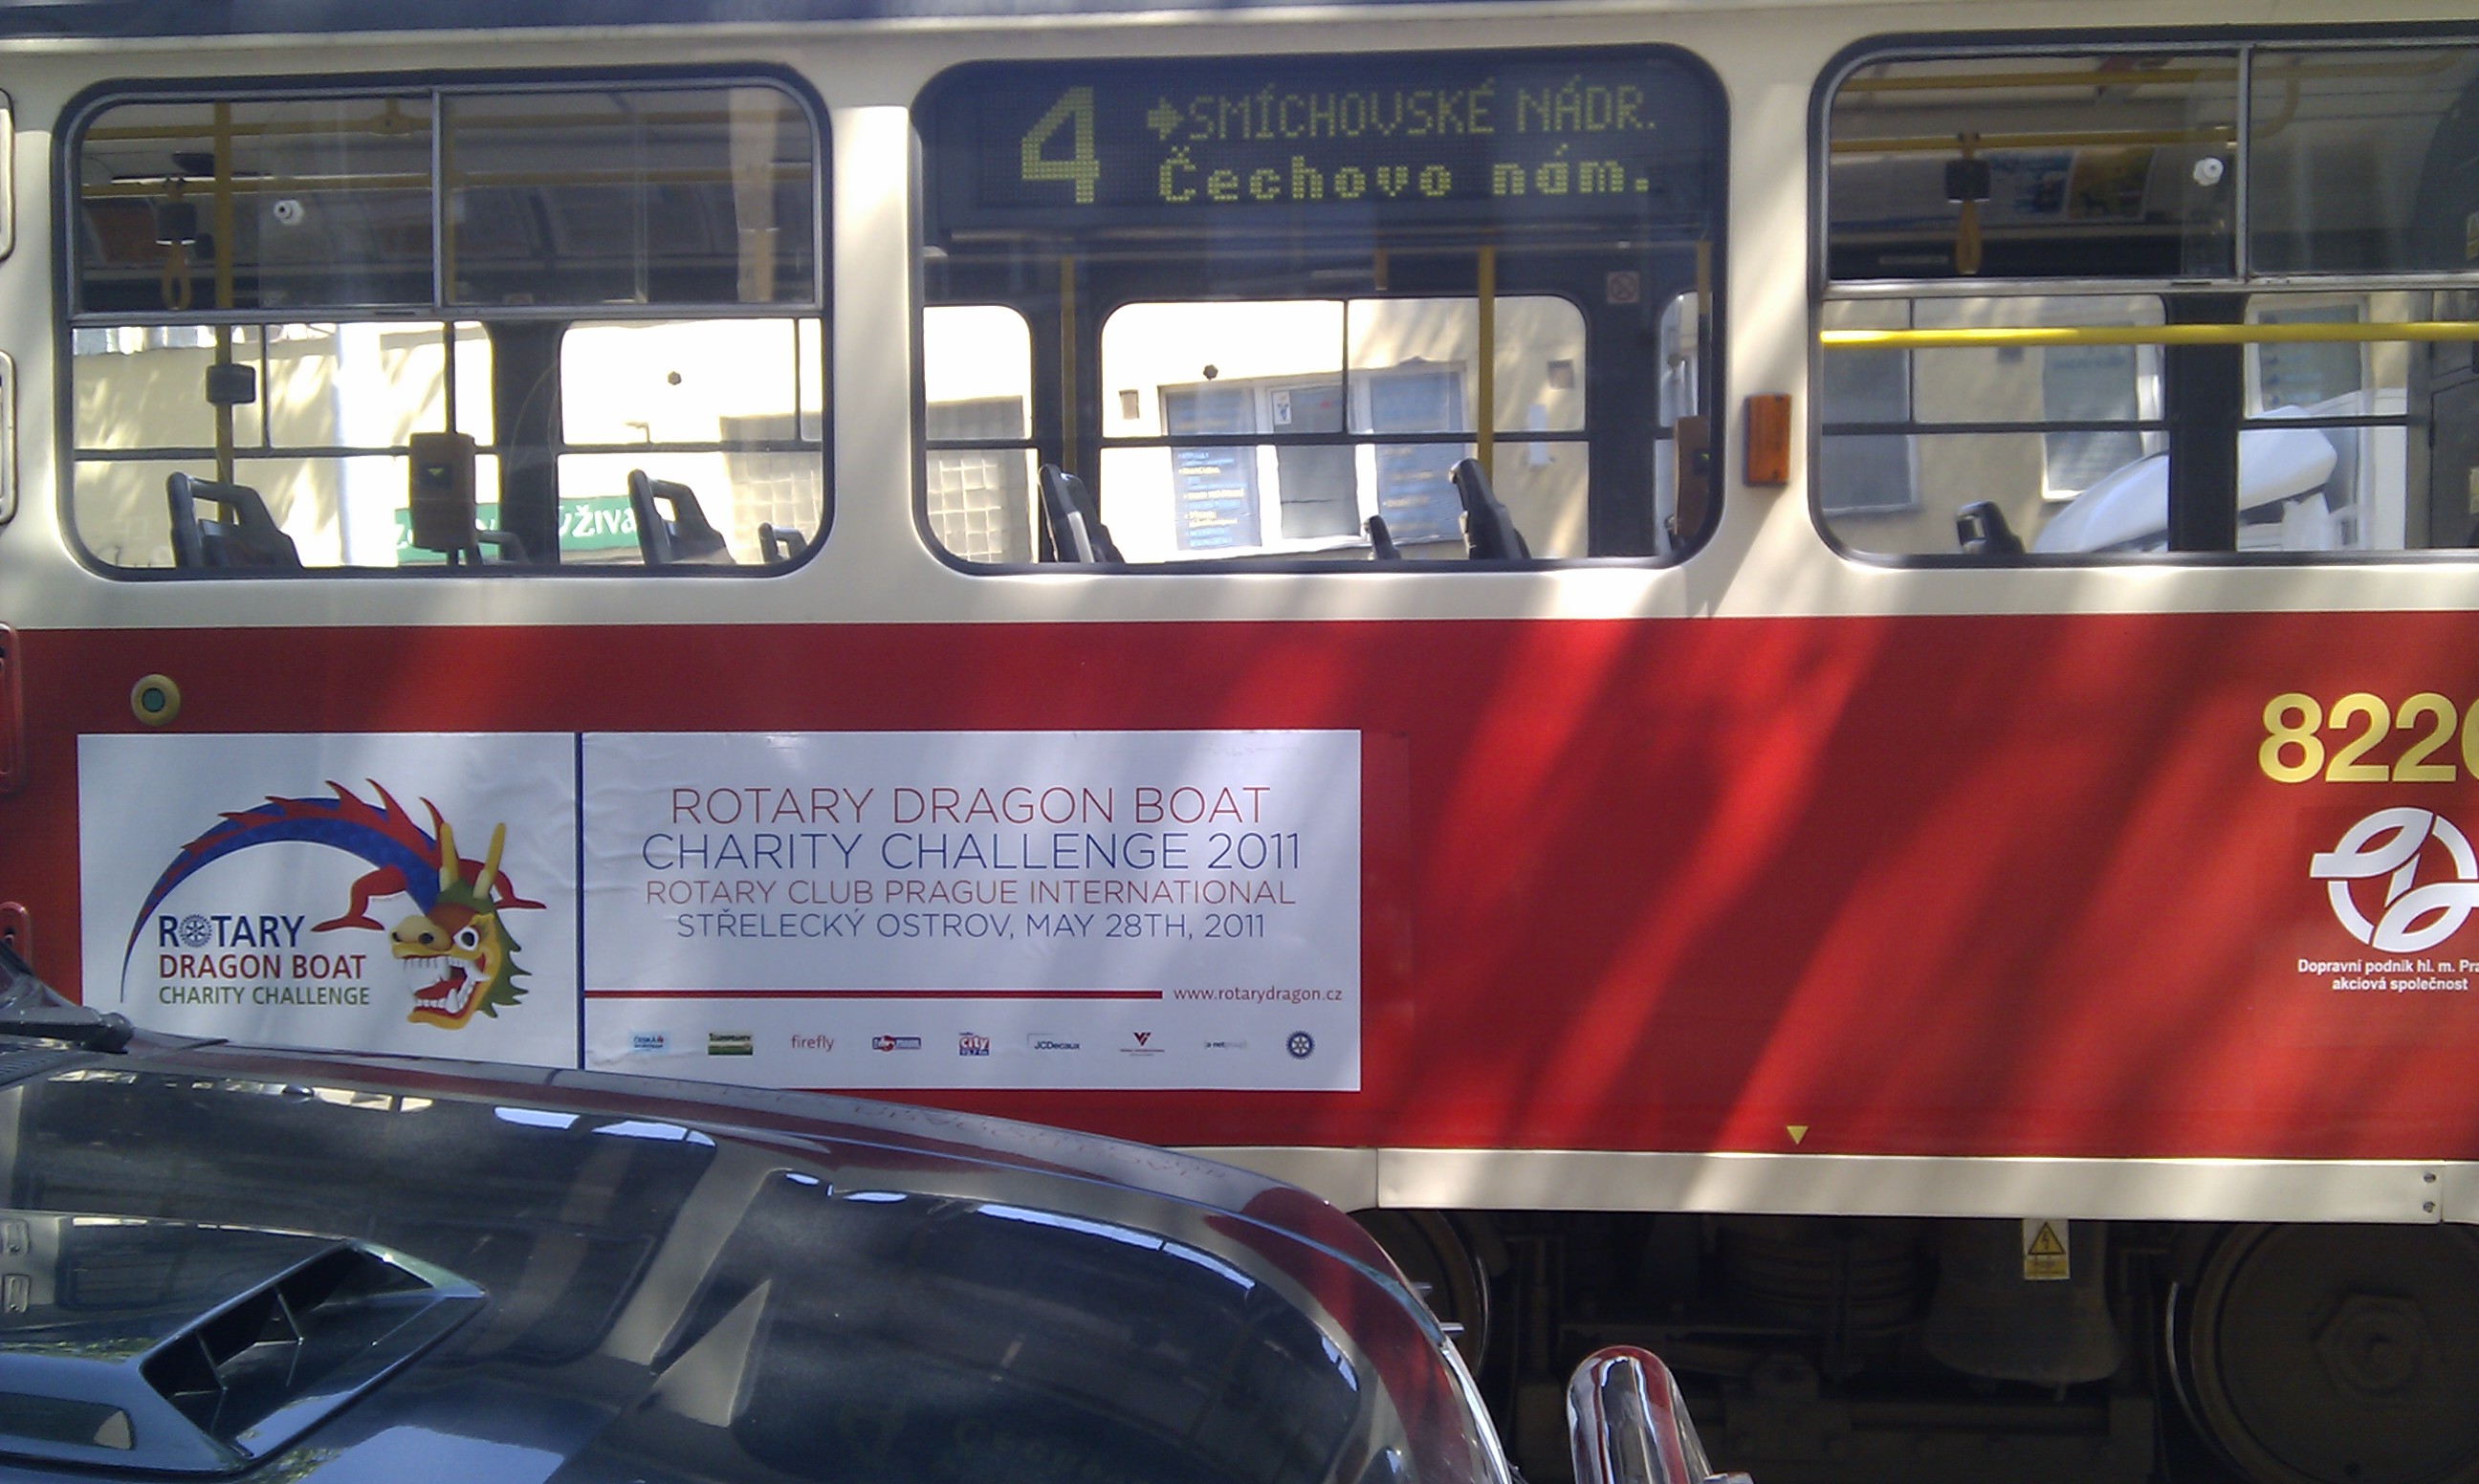 4 ➔SMÍCHOVSKÉ NÁDR.
Čechovo nám.
ROTARY
DRAGON BOAT
CHARITY CHALLENGE
ROTARY DRAGON BOAT
CHARITY CHALLENGE 2011
ROTARY CLUB PRAGUE INTERNATIONAL
STŘELECKÝ OSTROV, MAY 28TH, 2011
www.rotarydragon.cz
firefly
CITY
JCDecaux
822
Dopravní podnik hl. m. Pra
akciová společnost